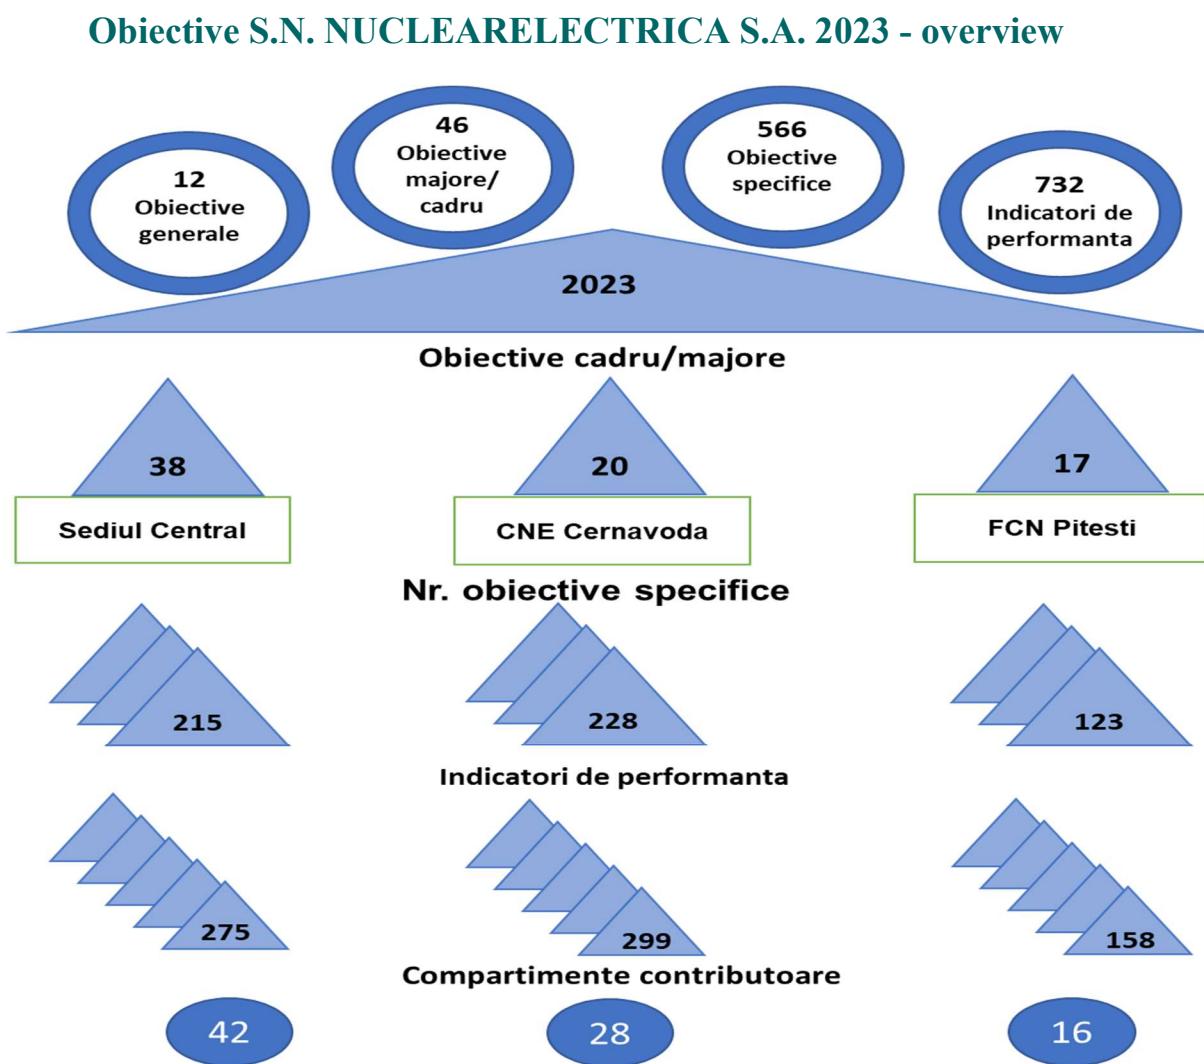 Obiective S.N. NUCLEARELECTRICA S.A. 2023 - overview
12
Obiective
generale
46
Obiective
majore/
cadru
566
Obiective
specifice
732
Indicatori de
performanta
2023
Obiective cadru/majore
38
20
17
Sediul Central
CNE Cernavoda
FCN Pitesti
Nr. obiective specifice
215
228
123
Indicatori de performanta
275
299
158
Compartimente contributoare
42
28
16